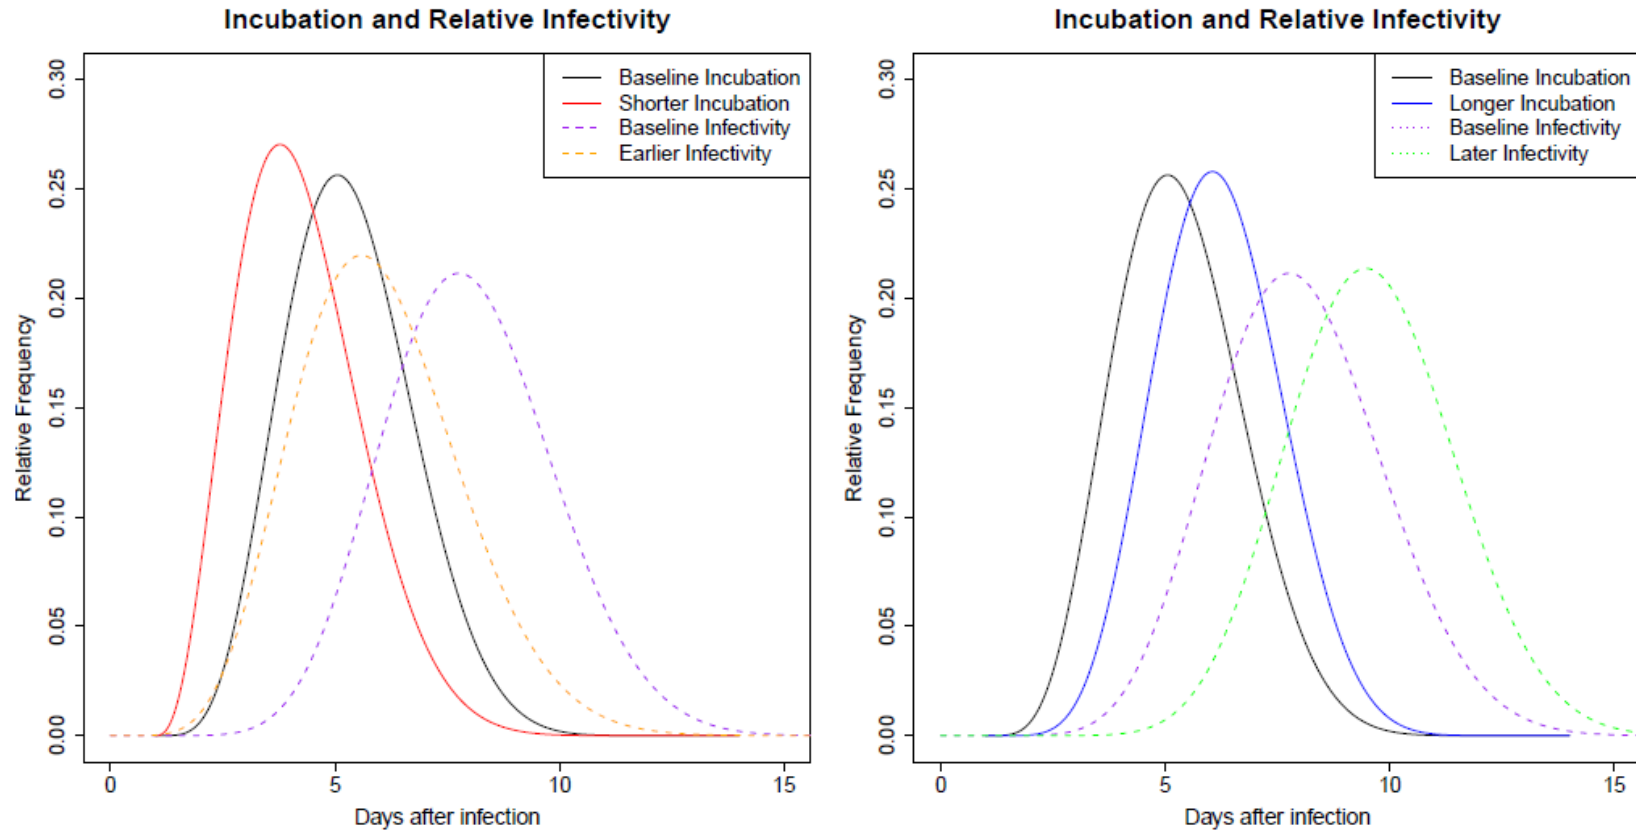 Incubation and Relative Infectivity
Baseline Incubation
Shorter Incubation
Baseline Infectivity
Earlier Infectivity
Relative Frequency
0.30
0.25
0.20
0.15
0.10
0.05
0.00
0 5 10 15
Days after infection
Incubation and Relative Infectivity
Baseline Incubation
Longer Incubation
Baseline Infectivity
Later Infectivity
Relative Frequency
0.30
0.25
0.20
0.15
0.10
0.05
0.00
0 5 10 15
Days after infection